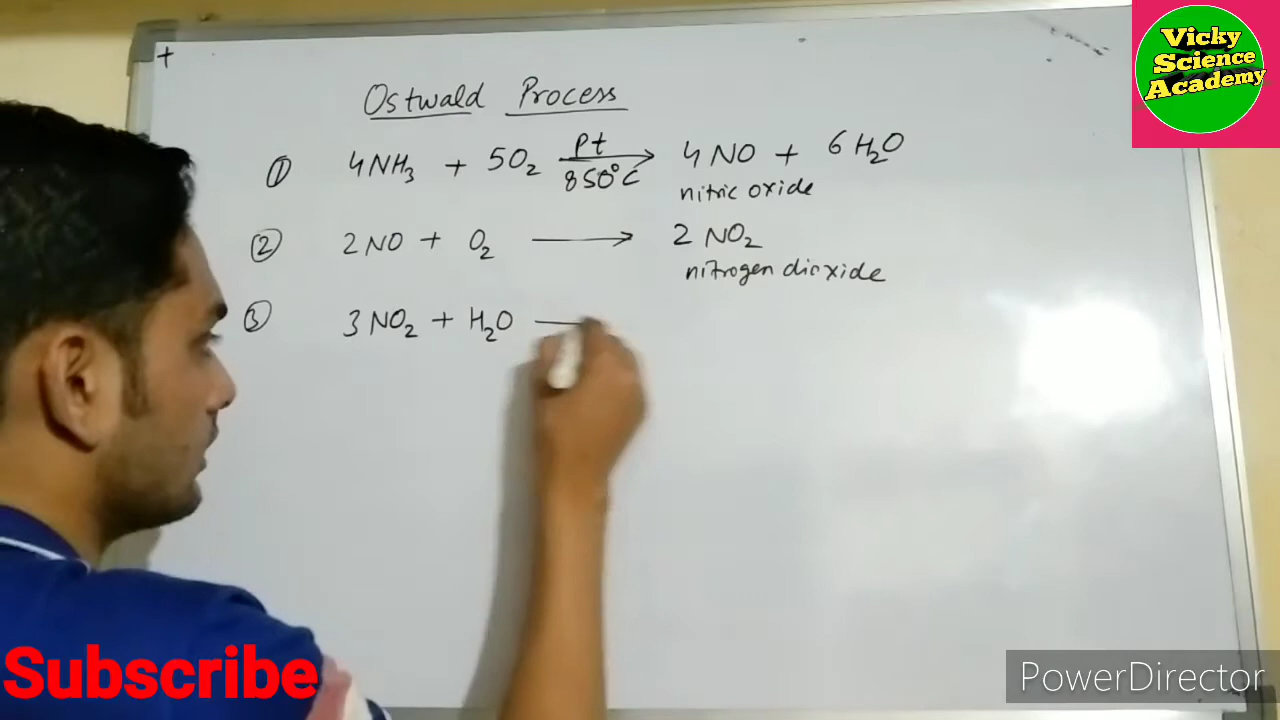 Vicky
Science
Academy
+
Ostwald Process
① 4NH₃ + 5O₂ Pt 850°C → 4NO + 6H₂O
nitric oxide
② 2NO + O₂ → 2NO₂
nitrogen dioxide
③ 3NO₂ + H₂O —
Subscribe
PowerDirector